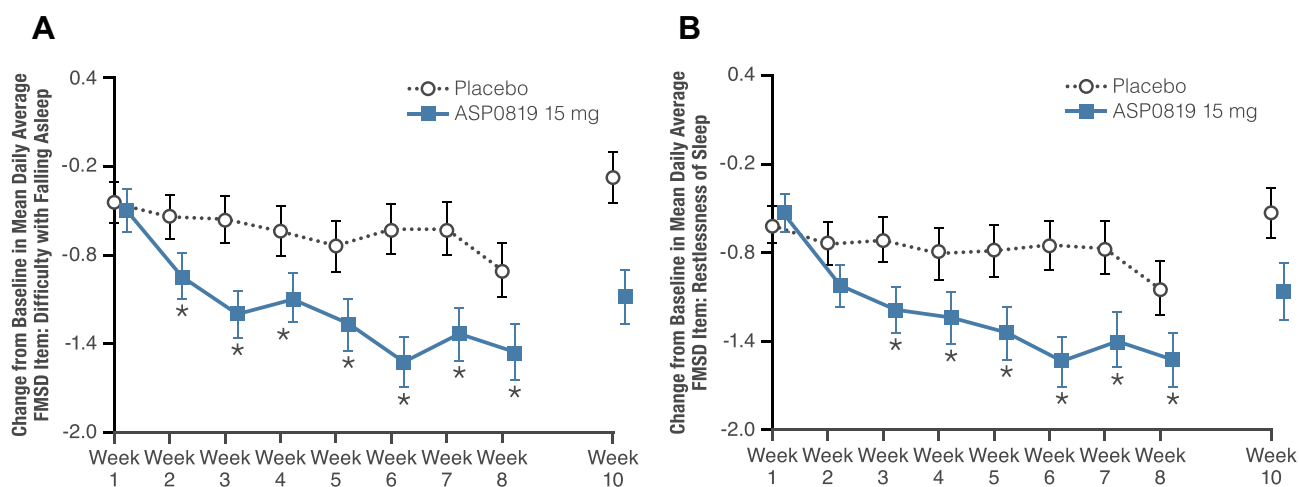 A
Change from Baseline in Mean Daily Average
FMSD Item: Difficulty with Falling Asleep
0.4
-0.2
-0.8
-1.4
-2.0
Placebo
ASP0819 15 mg
*
*
*
*
*
*
*
Week 1
Week 2
Week 3
Week 4
Week 5
Week 6
Week 7
Week 8
Week 10
B
Change from Baseline in Mean Daily Average
FMSD Item: Restlessness of Sleep
0.4
-0.2
-0.8
-1.4
-2.0
Placebo
ASP0819 15 mg
*
*
*
*
*
*
Week 1
Week 2
Week 3
Week 4
Week 5
Week 6
Week 7
Week 8
Week 10